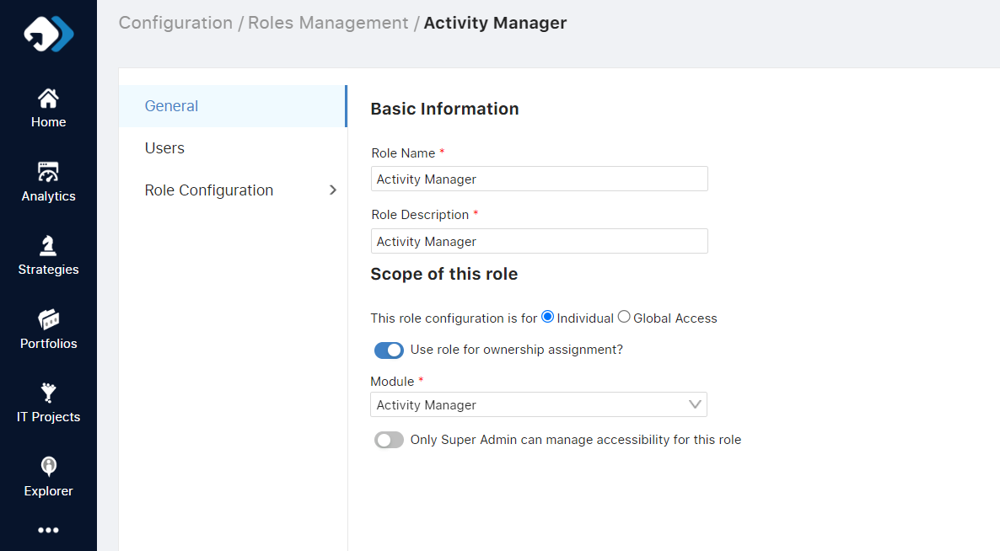 Configuration / Roles Management / Activity Manager
Home
Analytics
Strategies
Portfolios
IT Projects
Explorer
General
Users
Role Configuration
Basic Information
Role Name *
Activity Manager
Role Description *
Activity Manager
Scope of this role
This role configuration is for Individual Global Access
Use role for ownership assignment?
Module *
Activity Manager
Only Super Admin can manage accessibility for this role